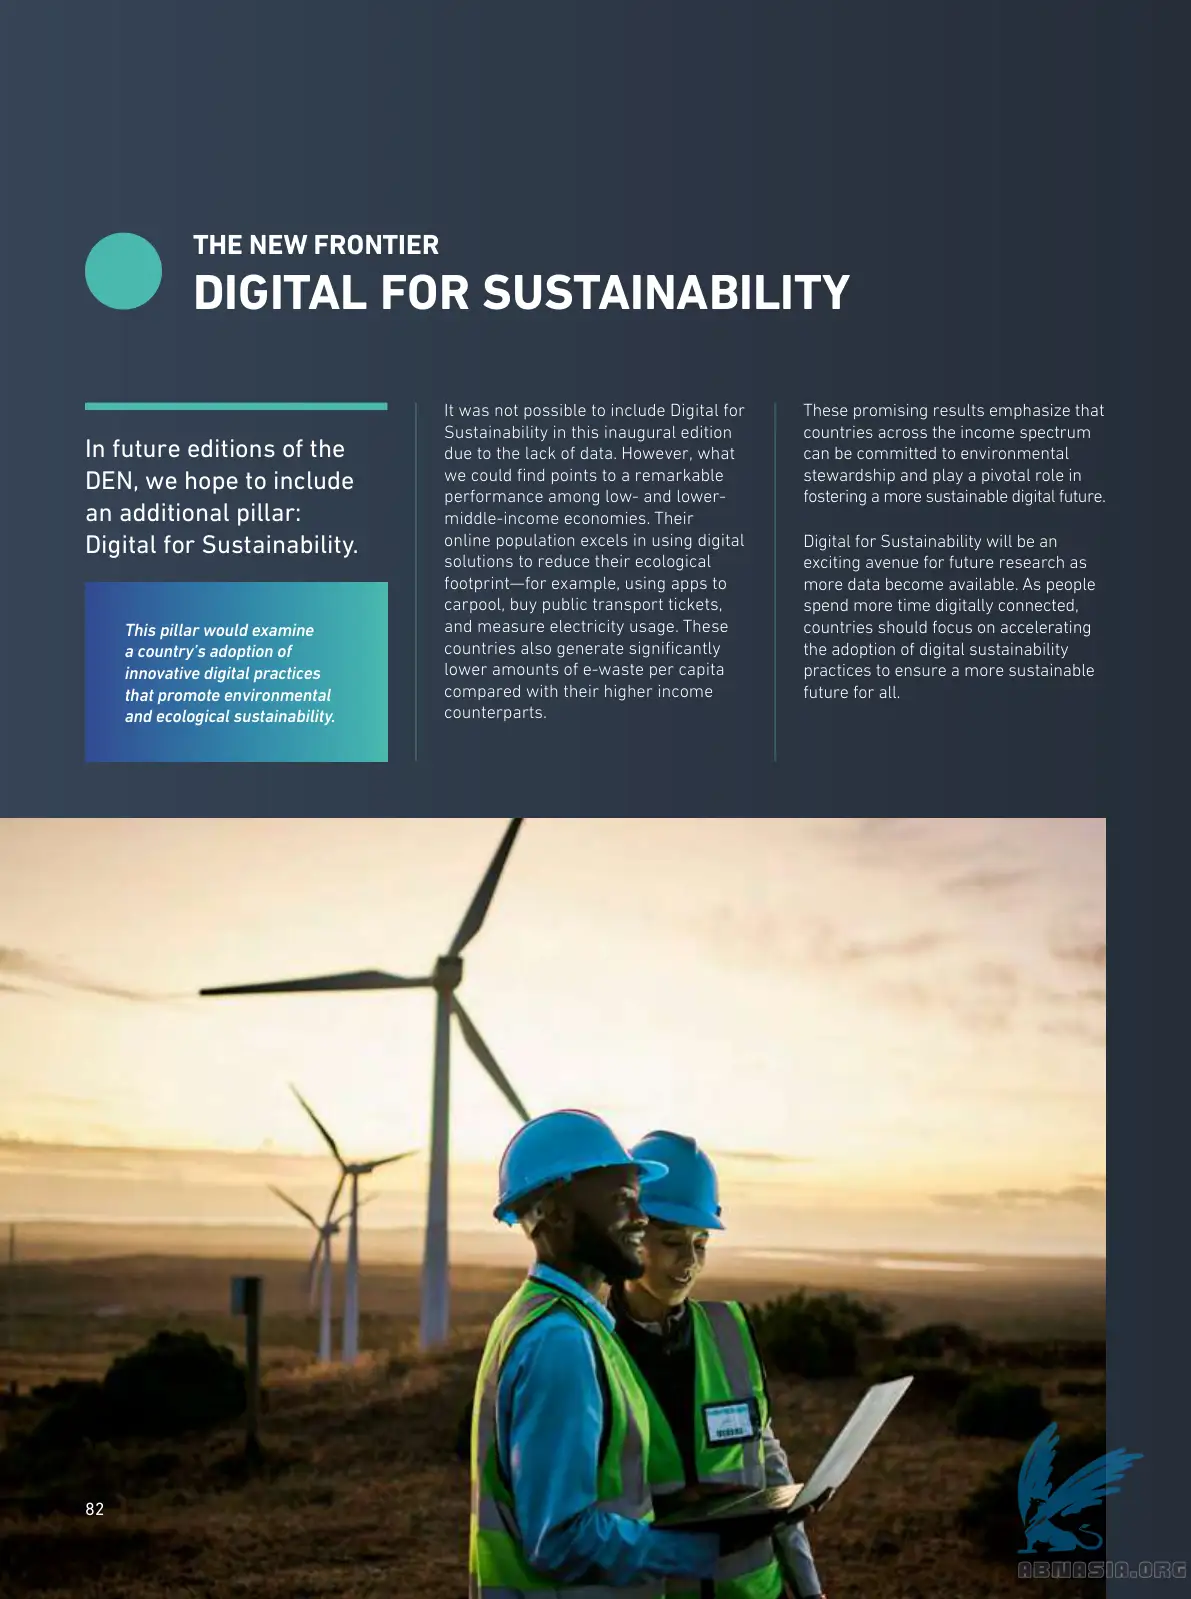 THE NEW FRONTIER
DIGITAL FOR SUSTAINABILITY
In future editions of the
DEN, we hope to include
an additional pillar:
Digital for Sustainability.
This pillar would examine
a country's adoption of
innovative digital practices
that promote environmental
and ecological sustainability.
It was not possible to include Digital for
Sustainability in this inaugural edition
due to the lack of data. However, what
we could find points to a remarkable
performance among low- and lower-
middle-income economies. Their
online population excels in using digital
solutions to reduce their ecological
footprint—for example, using apps to
carpool, buy public transport tickets,
and measure electricity usage. These
countries also generate significantly
lower amounts of e-waste per capita
compared with their higher income
counterparts.
These promising results emphasize that
countries across the income spectrum
can be committed to environmental
stewardship and play a pivotal role in
fostering a more sustainable digital future.
Digital for Sustainability will be an
exciting avenue for future research as
more data become available. As people
spend more time digitally connected,
countries should focus on accelerating
the adoption of digital sustainability
practices to ensure a more sustainable
future for all.
82
ABNASIA.ORG